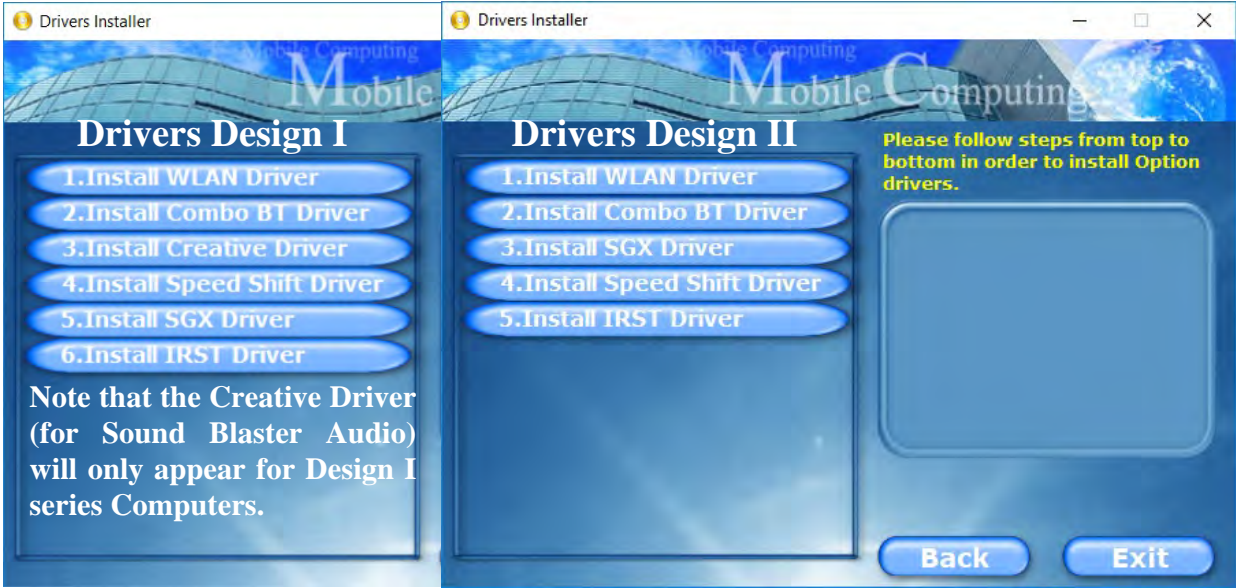 Drivers Installer
Mobile Computing
Mobile
Drivers Design I
1.Install WLAN Driver
2.Install Combo BT Driver
3.Install Creative Driver
4.Install Speed Shift Driver
5.Install SGX Driver
6.Install IRST Driver
Note that the Creative Driver
(for Sound Blaster Audio)
will only appear for Design I
series Computers.
Drivers Installer
Mobile Computing
Mobile Computing
Drivers Design II
1.Install WLAN Driver
2.Install Combo BT Driver
3.Install SGX Driver
4.Install Speed Shift Driver
5.Install IRST Driver
Please follow steps from top to
bottom in order to install Option
drivers.
Back
Exit